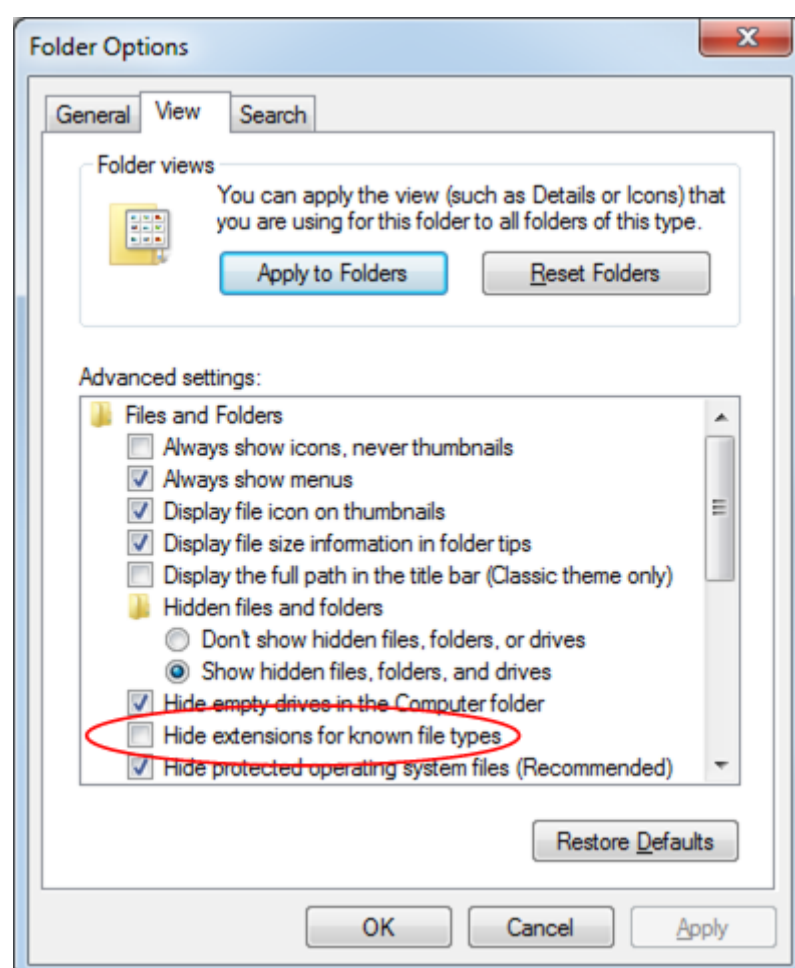 Folder Options
General View Search
Folder views
You can apply the view (such as Details or Icons) that
you are using for this folder to all folders of this type.
Apply to Folders Reset Folders
Advanced settings:
Files and Folders
Always show icons, never thumbnails
Always show menus
Display file icon on thumbnails
Display file size information in folder tips
Display the full path in the title bar (Classic theme only)
Hidden files and folders
Don't show hidden files, folders, or drives
Show hidden files, folders, and drives
Hide empty drives in the Computer folder
Hide extensions for known file types
Hide protected operating system files (Recommended)
Restore Defaults
OK Cancel Apply